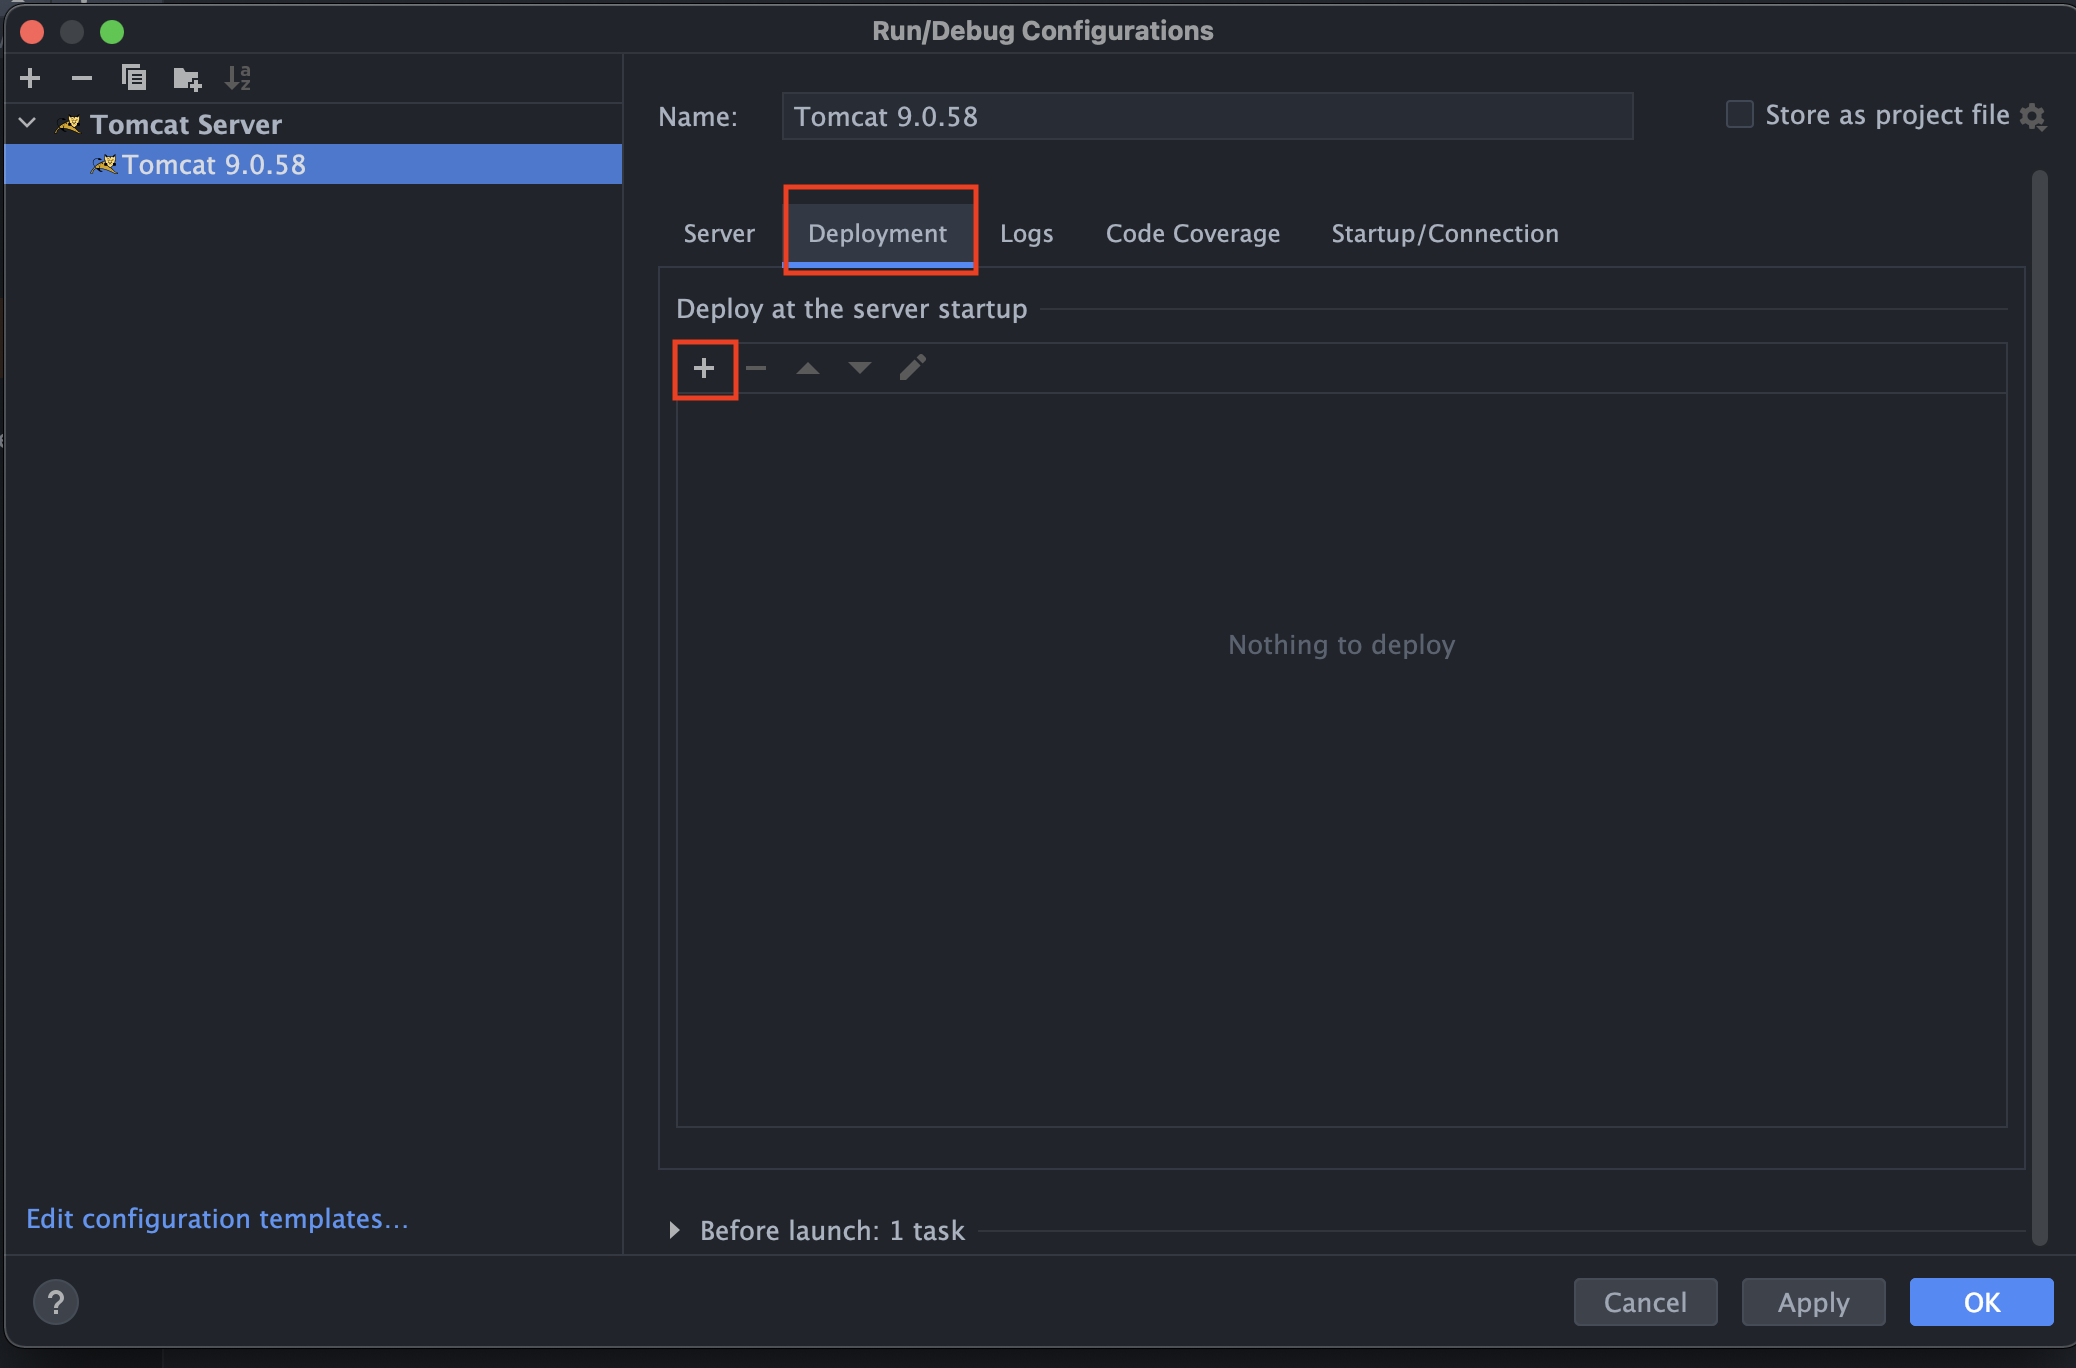 Run/Debug Configurations
Tomcat Server
Tomcat 9.0.58
Name: Tomcat 9.0.58 Store as project file
Server Deployment Logs Code Coverage Startup/Connection
Deploy at the server startup
Nothing to deploy
Edit configuration templates...
Before launch: 1 task
? Cancel Apply OK